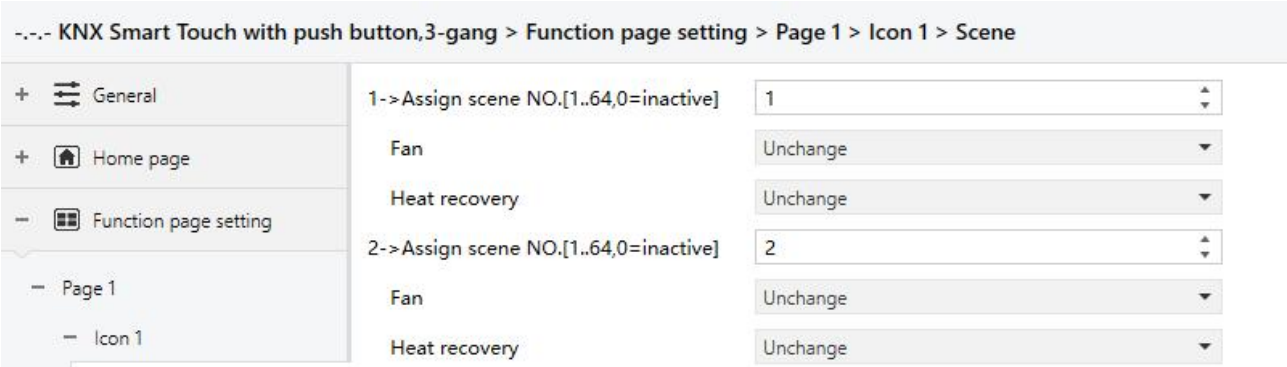 -.-.- KNX Smart Touch with push button,3-gang > Function page setting > Page 1 > Icon 1 > Scene
General
Home page
Function page setting
Page 1
Icon 1
1->Assign scene NO.[1..64,0=inactive] 1
Fan Unchange
Heat recovery Unchange
2->Assign scene NO.[1..64,0=inactive] 2
Fan Unchange
Heat recovery Unchange